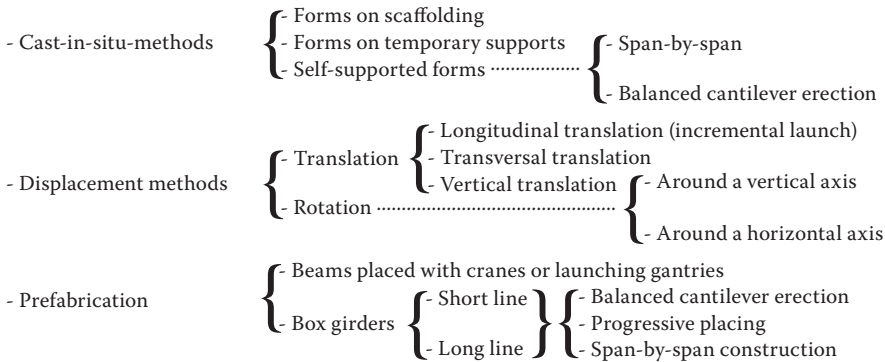 - Forms on scaffolding
- Cast-in-situ-methods
- Forms on temporary supports
- Span-by-span
- Self-supported forms
- Balanced cantilever erection
- Longitudinal translation (incremental launch)
- Translation
- Transversal translation
- Displacement methods
- Vertical translation
- Around a vertical axis
- Rotation
- Around a horizontal axis
- Beams placed with cranes or launching gantries
- Prefabrication
- Short line
- Balanced cantilever erection
- Box girders
- Progressive placing
- Long line
- Span-by-span construction